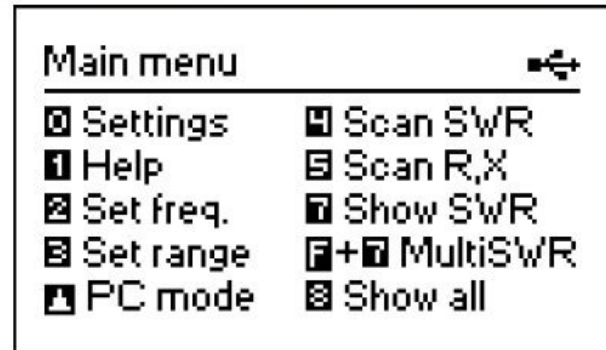 Main menu
0 Settings
1 Help
2 Set freq.
3 Set range
PC mode
4 Scan SWR
5 Scan R,X
7 Show SWR
F+7 MultiSWR
8 Show all